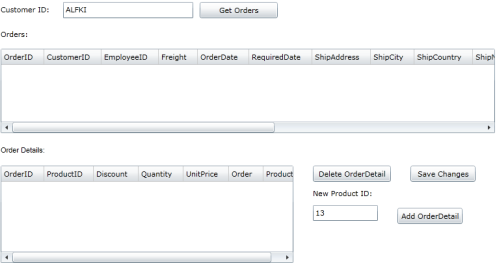 Customer ID: ALFKI Get Orders
Orders:
OrderID CustomerID EmployeeID Freight OrderDate RequiredDate ShipAddress ShipCity ShipCountry
Order Details:
OrderID ProductID Discount Quantity UnitPrice Order Product
Delete OrderDetail Save Changes
New Product ID:
13 Add OrderDetail